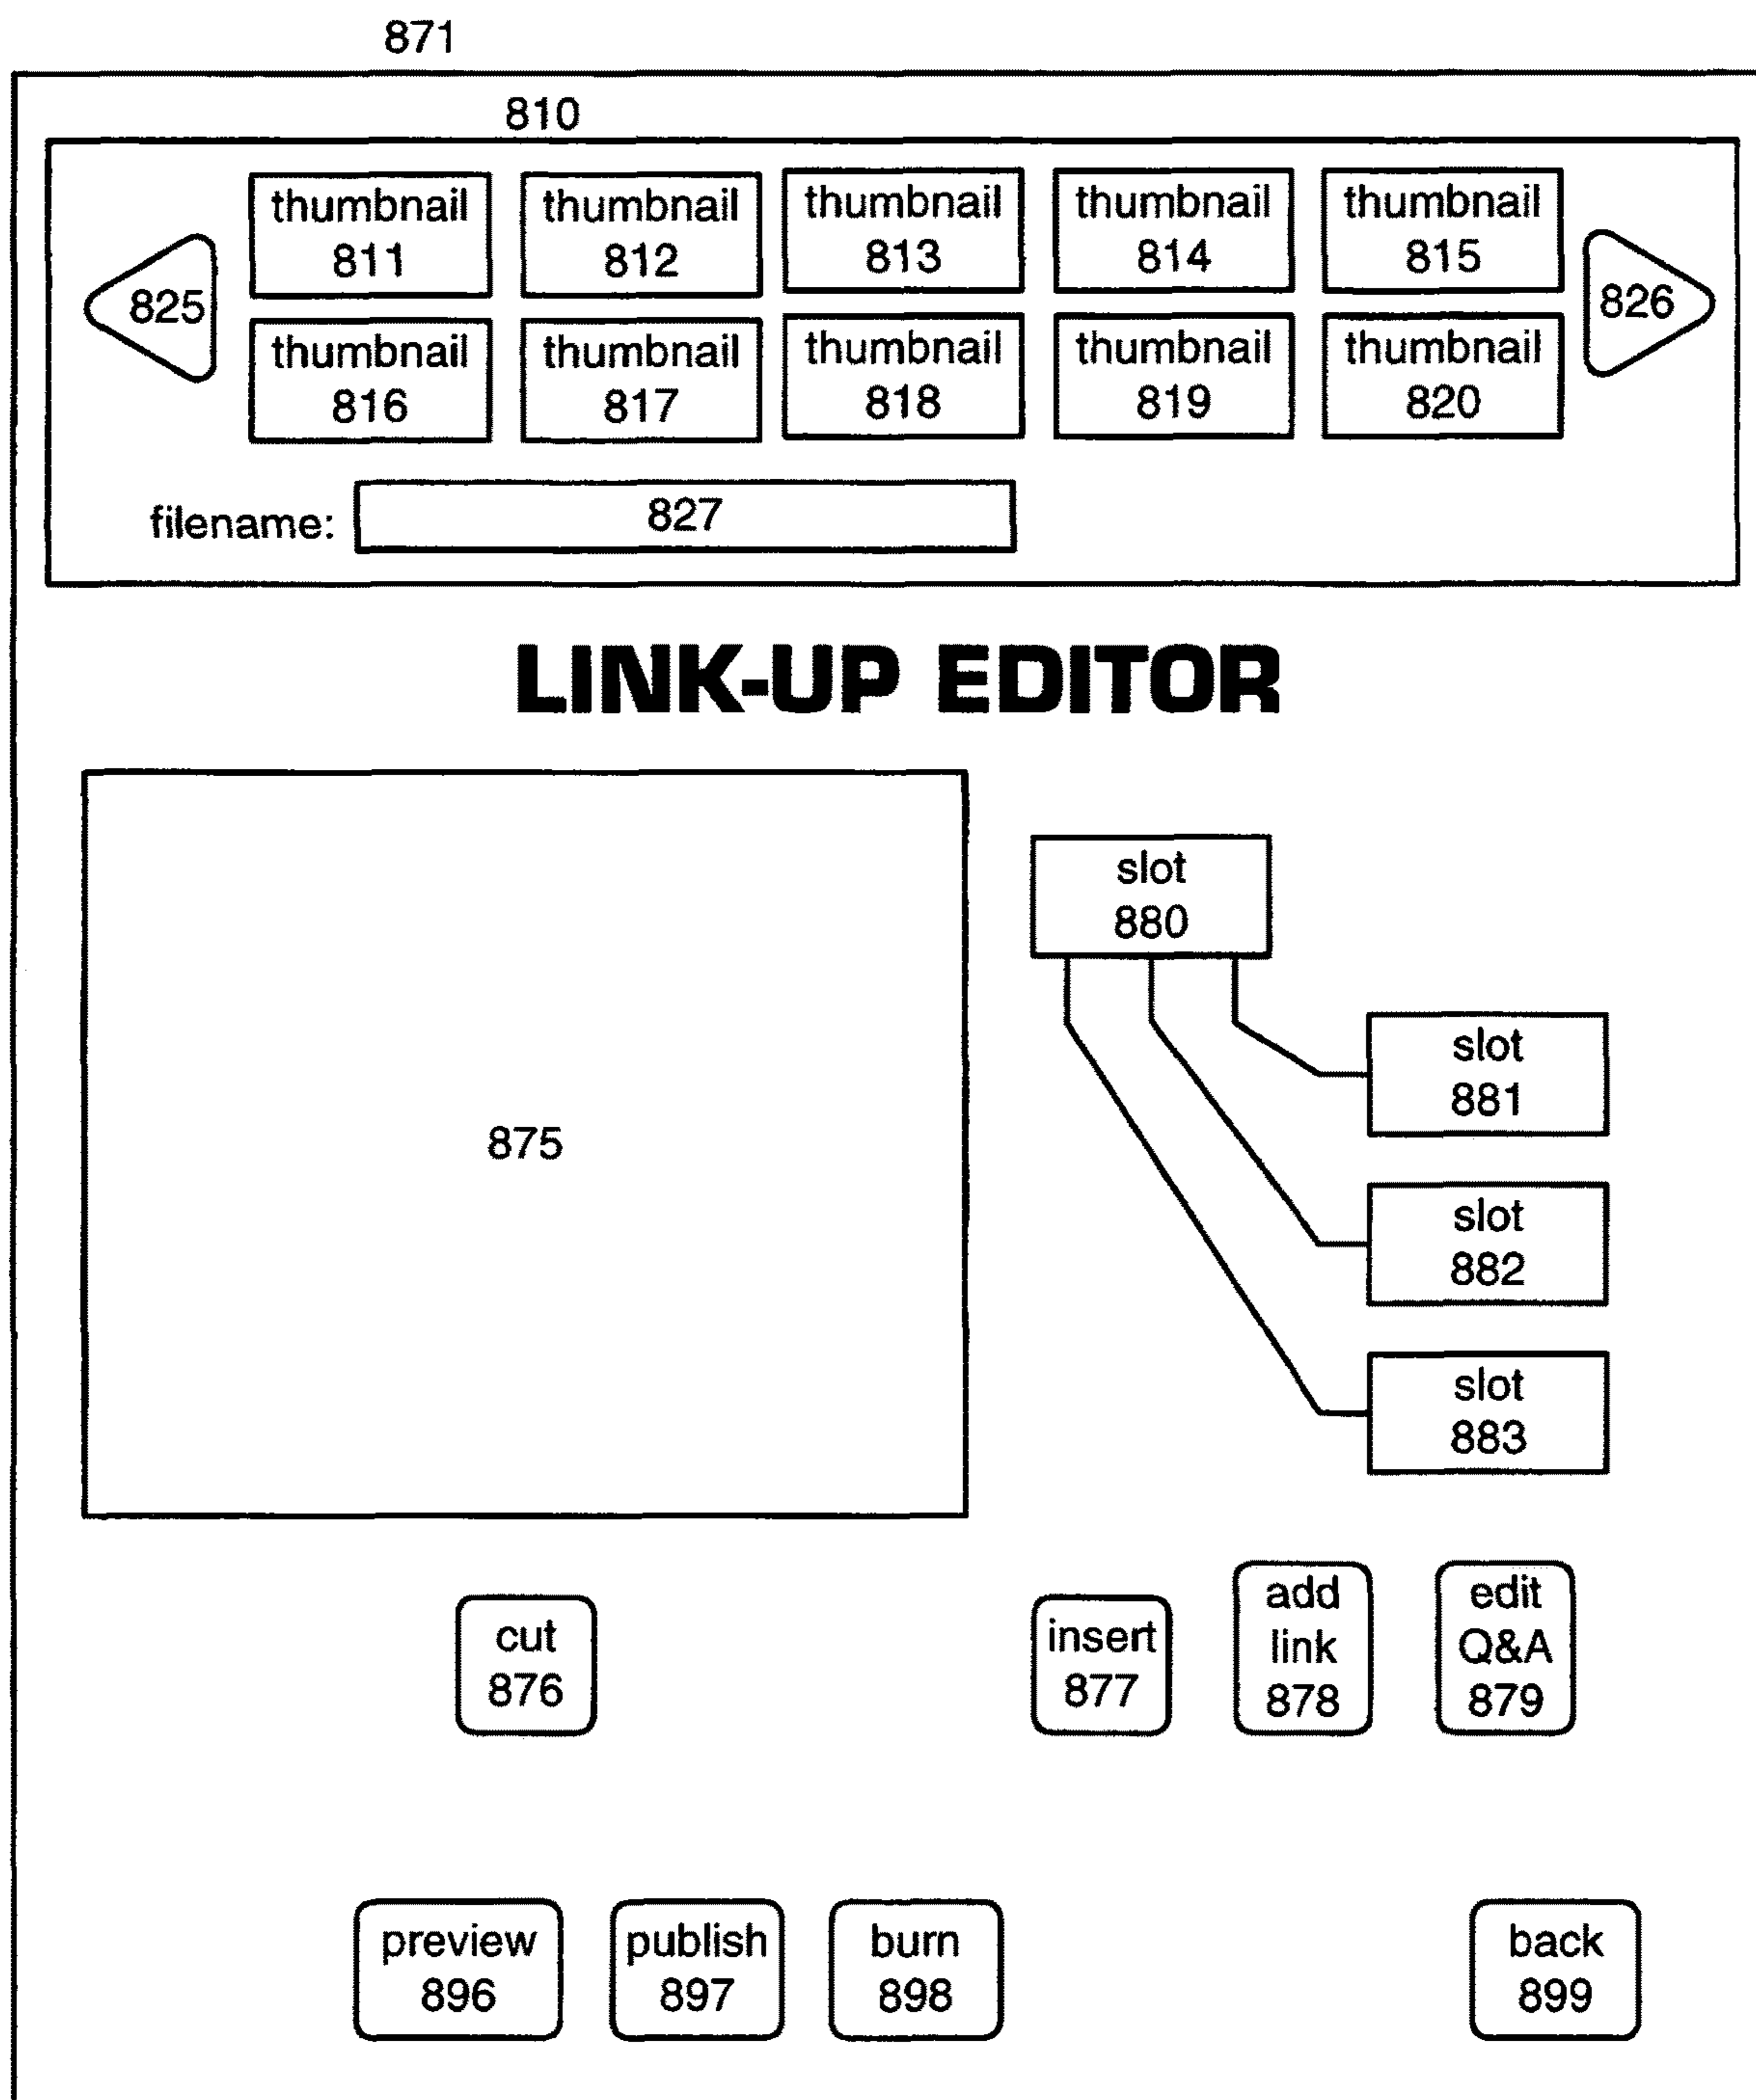 871
810
thumbnail
811
thumbnail
812
thumbnail
813
thumbnail
814
thumbnail
815
825
826
thumbnail
816
thumbnail
817
thumbnail
818
thumbnail
819
thumbnail
820
filename:
827
LINK-UP EDITOR
875
slot
880
slot
881
slot
882
slot
883
cut
876
insert
877
add
link
878
edit
Q&A
879
preview
896
publish
897
burn
898
back
899